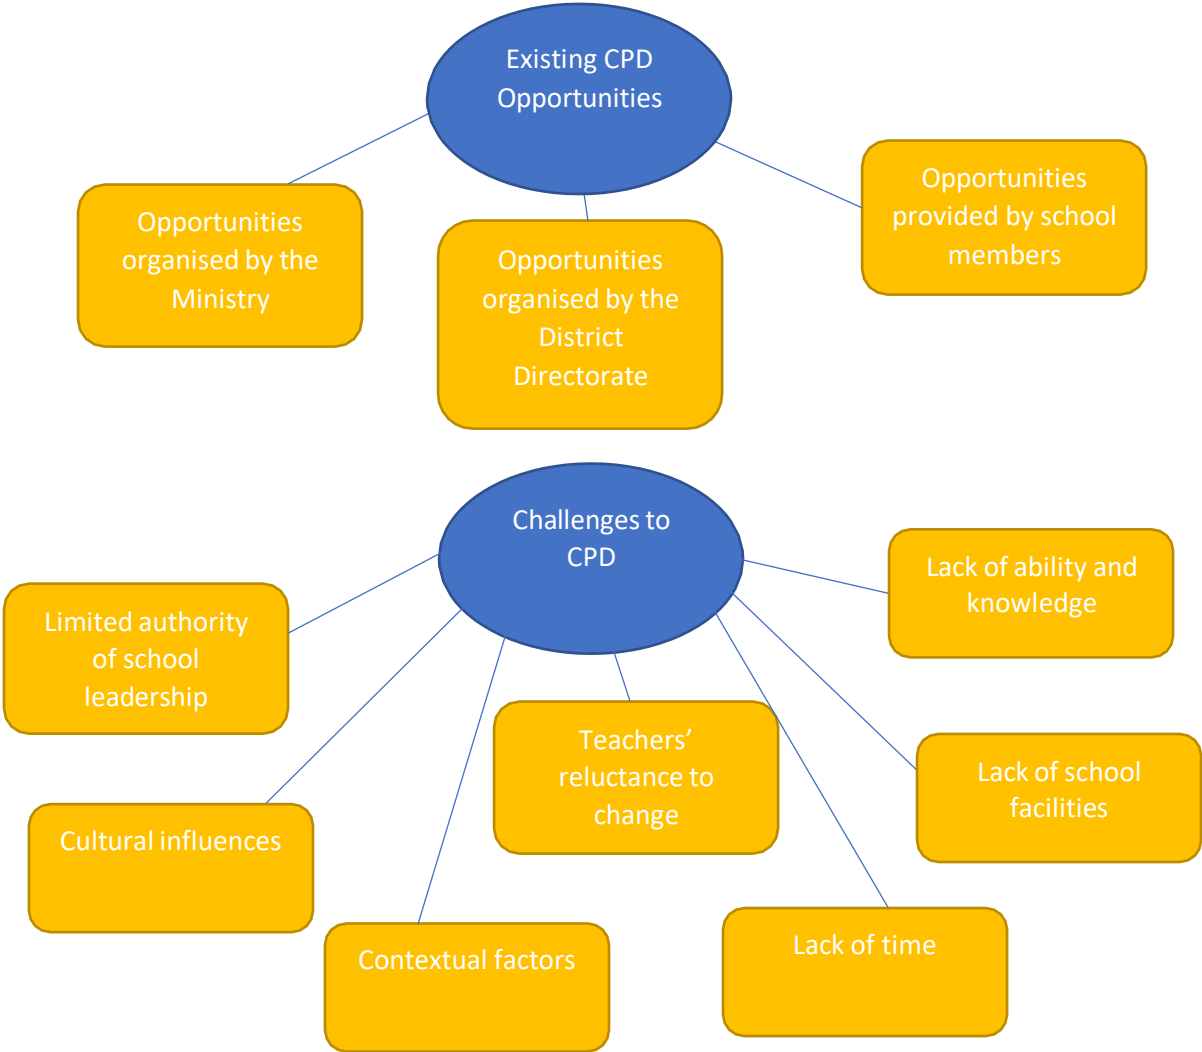 Existing CPD
Opportunities
Opportunities
organised by the
Ministry
Opportunities
organised by the
District
Directorate
Opportunities
provided by school
members
Challenges to
CPD
Limited authority
of school
leadership
Cultural influences
Contextual factors
Teachers’
reluctance to
change
Lack of time
Lack of school
facilities
Lack of ability and
knowledge